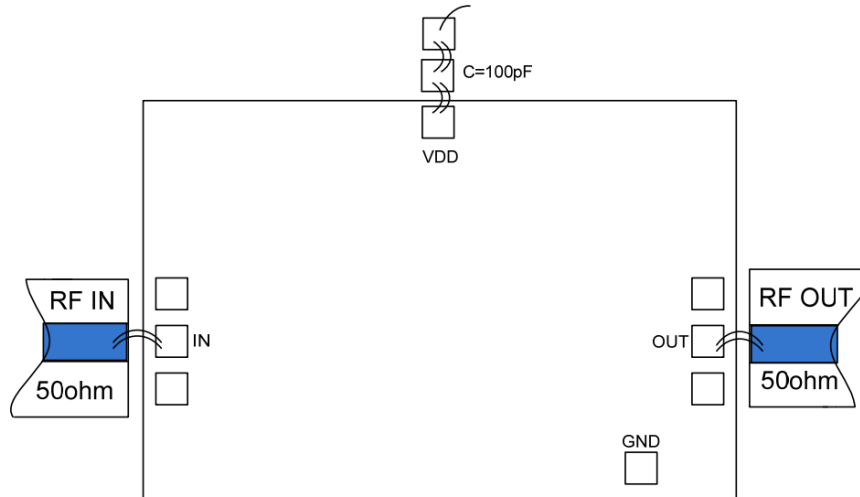 C=100pF
VDD
RF IN
IN
50ohm
RF OUT
OUT
50ohm
GND